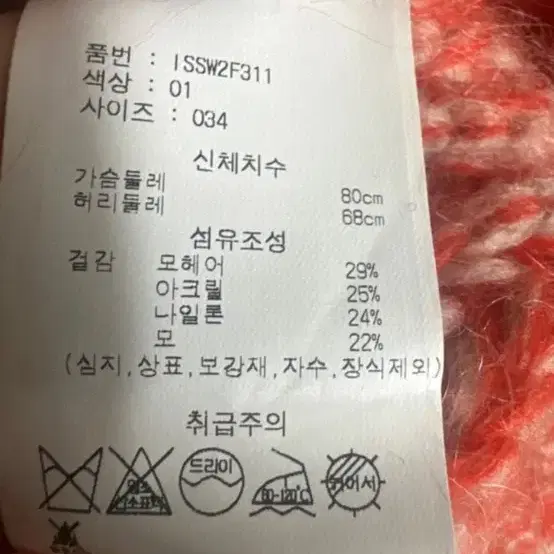 품번 : ISSW2F311
색상 : 01
사이즈 : 034
신체치수
가슴둘레 80cm
허리둘레 68cm
섬유조성
겉감 모헤어 29%
아크릴 25%
나일론 24%
모 22%
(심지,상표,보강재,자수,장식제외)
취급주의
드라이